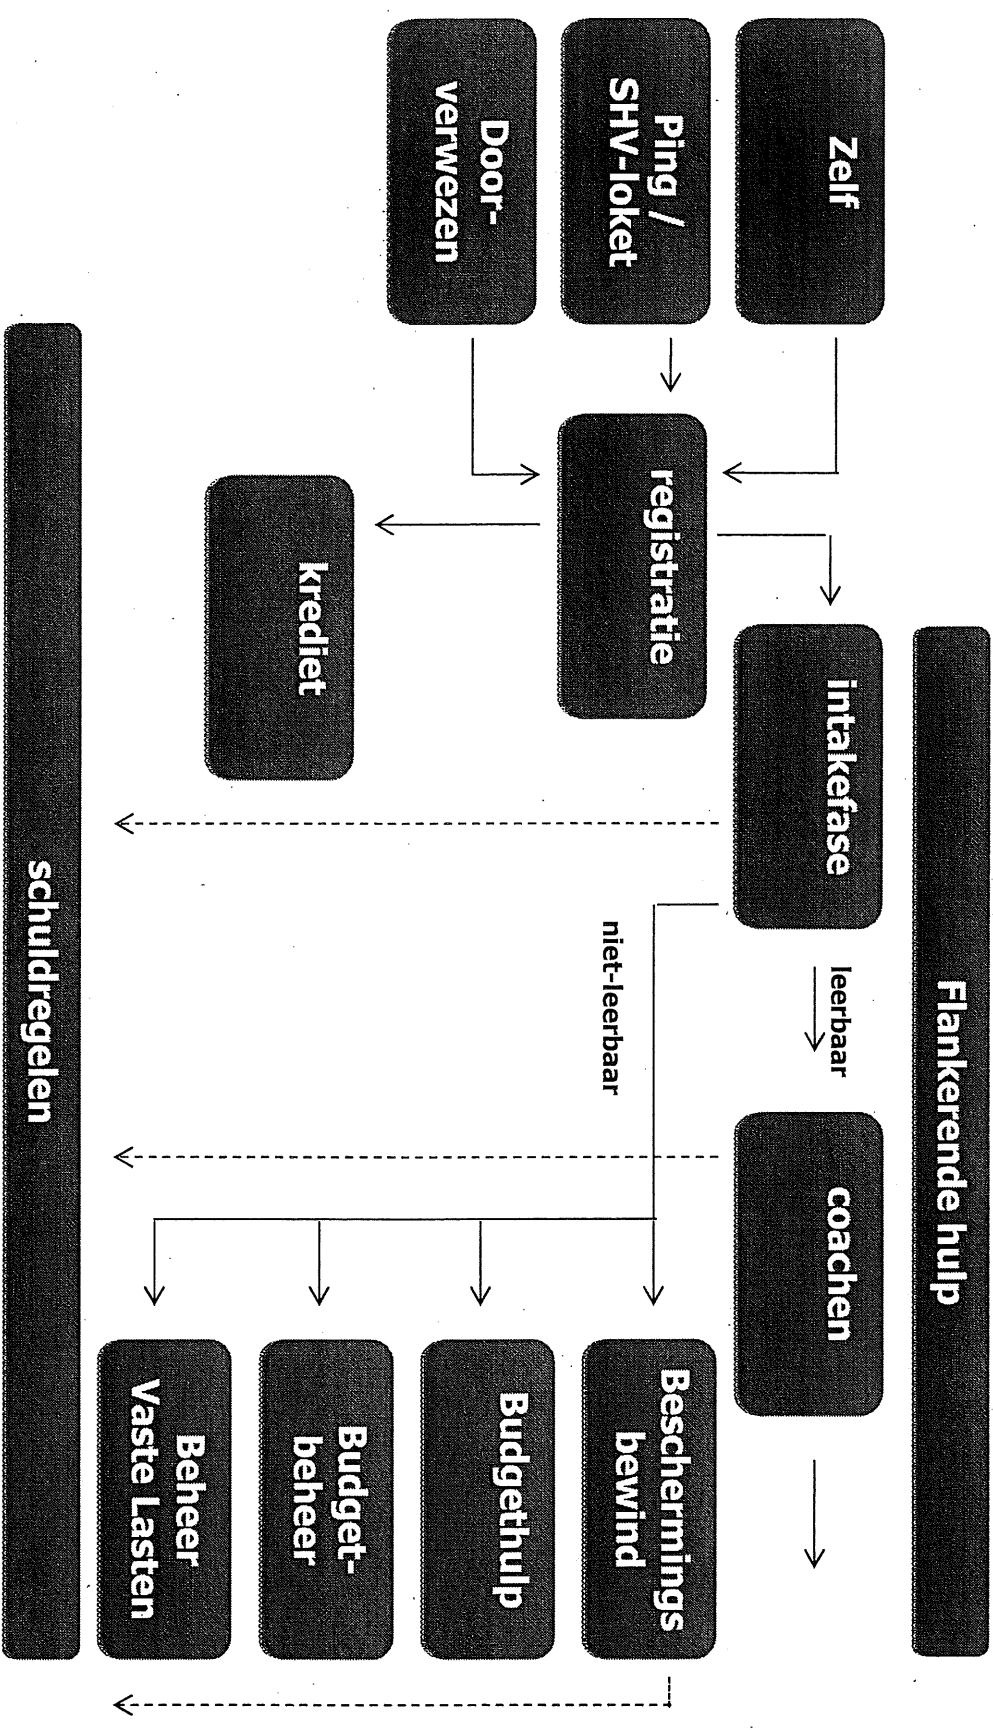 Flankerende hulp
Zelf
intakefase
leerbaar
coachen
Ping /
SHV-loket
registratie
niet-leerbaar
Beschermings
bewind
Door-
verwezen
Budgethulp
krediet
Budget-
beheer
Beheer
Vaste Lasten
schuldregelen